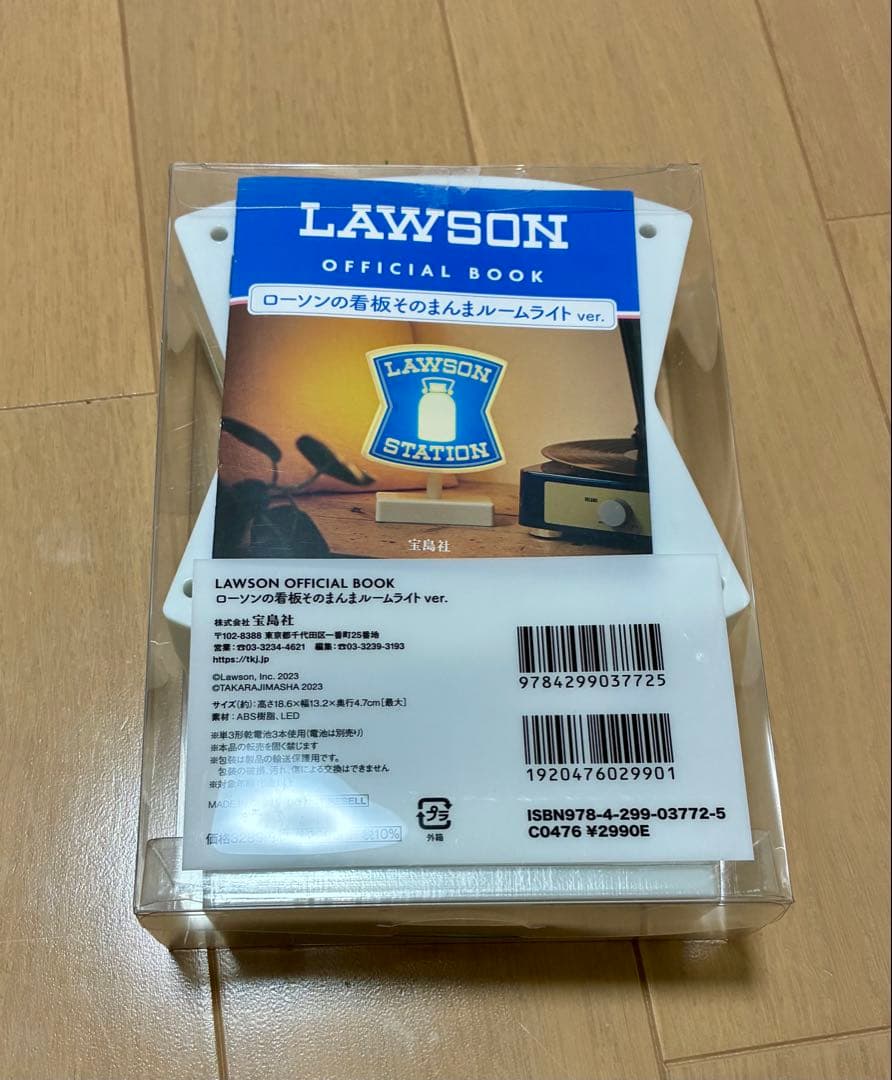 LAWSON
OFFICIAL BOOK
ローソンの看板そのまんまルームライト ver.
LAWSON
STATION
宝島社
LAWSON OFFICIAL BOOK
ローソンの看板そのまんまルームライト ver.
株式会社 宝島社
〒102-8388 東京都千代田区一番町25番地
営業:☎03-3234-4621 編集:☎03-3239-3193
https://tkj.jp
©Lawson, Inc. 2023
©TAKARAJIMASHA 2023
サイズ(約):高さ18.6×幅13.2×奥行4.7cm[最大]
素材:ABS樹脂、LED
※単3形乾電池3本使用(電池は別売り)
※本品の転売を固く禁じます
※包装は製品の輸送保護用です。
包装の破損、汚れ、傷による交換はできません
※対象年齢
MADE
RESELL
価格
10%
プラ
外箱
9784299037725
1920476029901
ISBN978-4-299-03772-5
C0476 ¥2990E